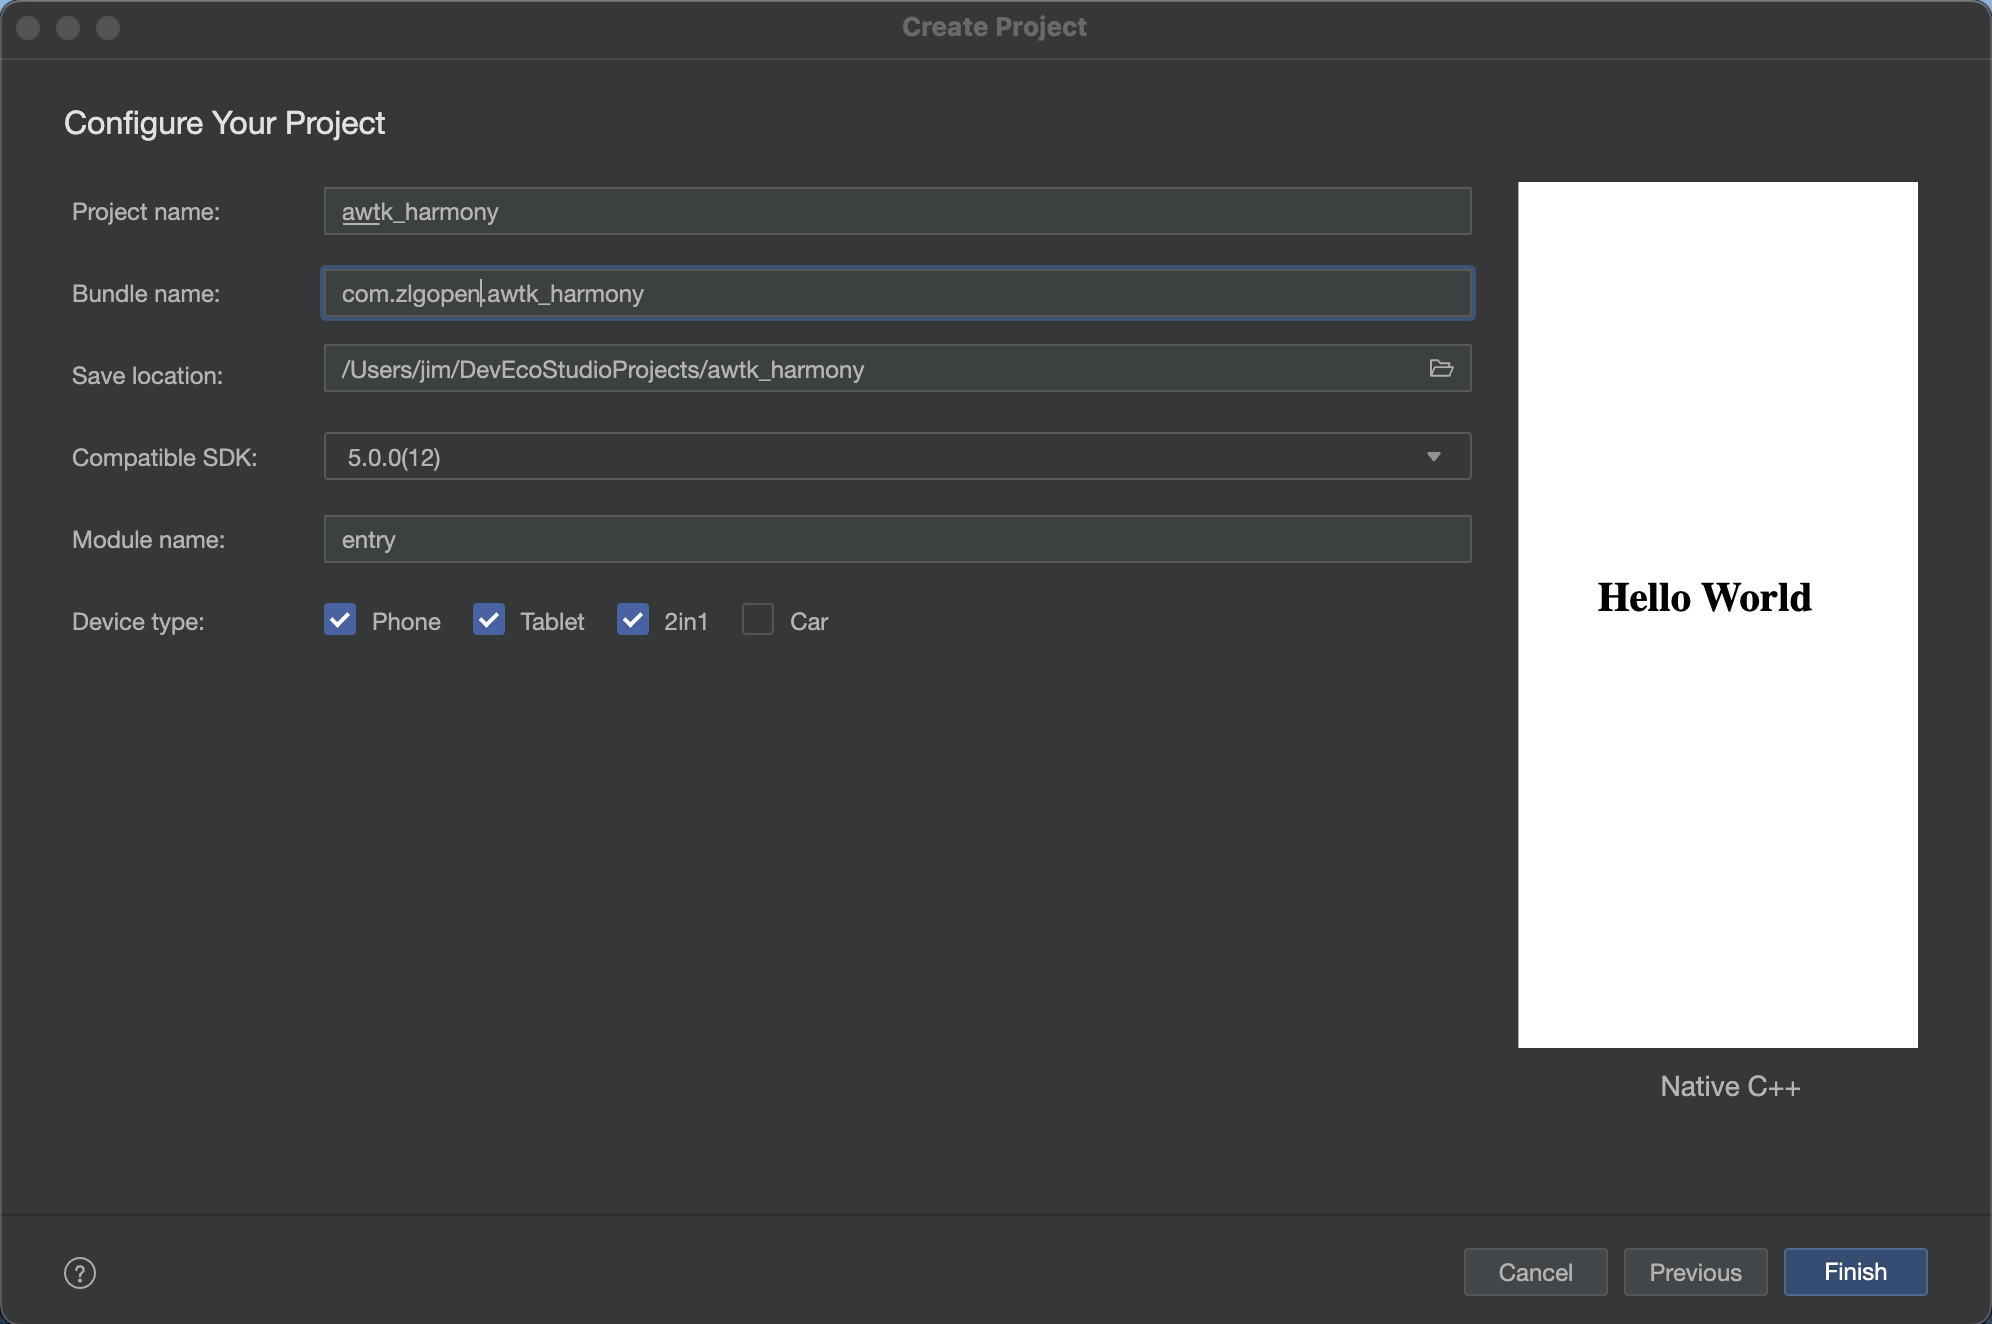 Create Project
Configure Your Project
Project name: awtk_harmony
Bundle name: com.zlgopen.awtk_harmony
Save location: /Users/jim/DevEcoStudioProjects/awtk_harmony
Compatible SDK: 5.0.0(12)
Module name: entry
Device type: Phone Tablet 2in1 Car
Hello World
Native C++
? Cancel Previous Finish